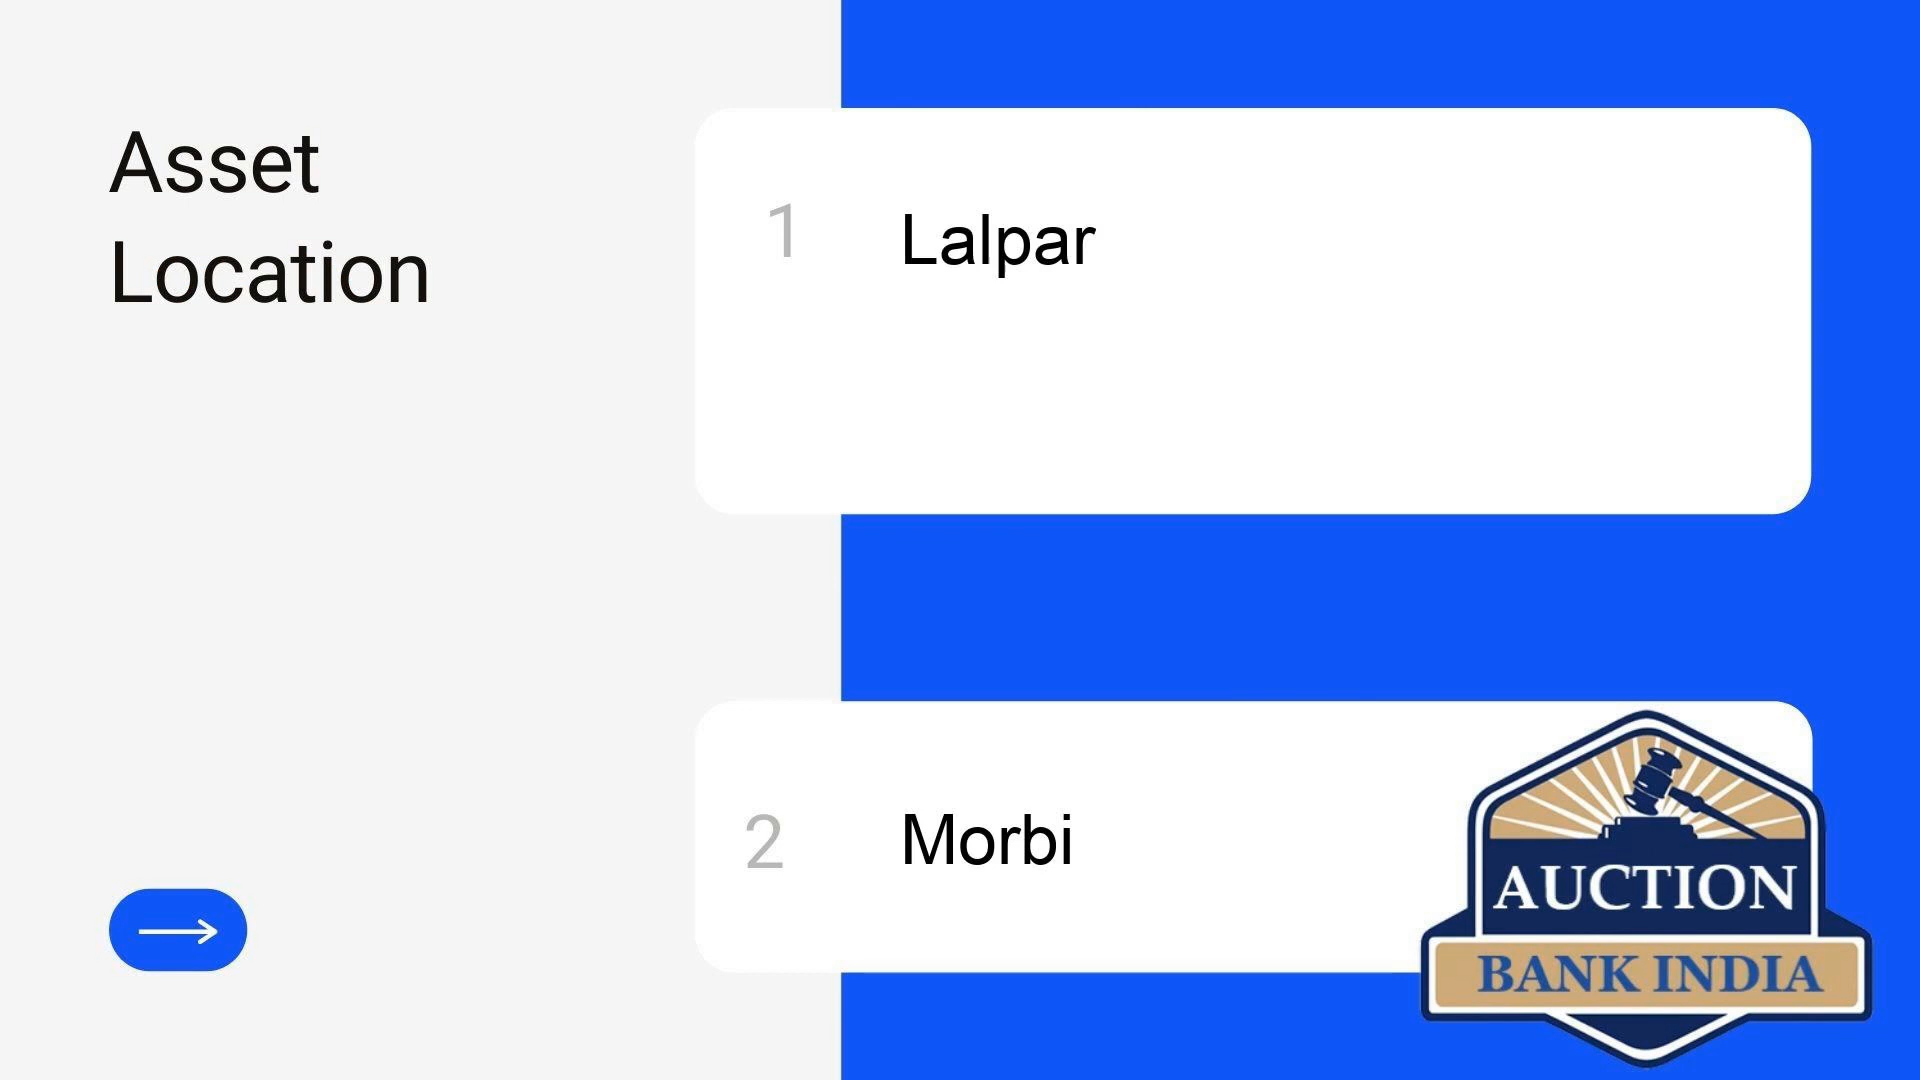 Asset
Location
1 Lalpar
2 Morbi
AUCTION
BANK INDIA